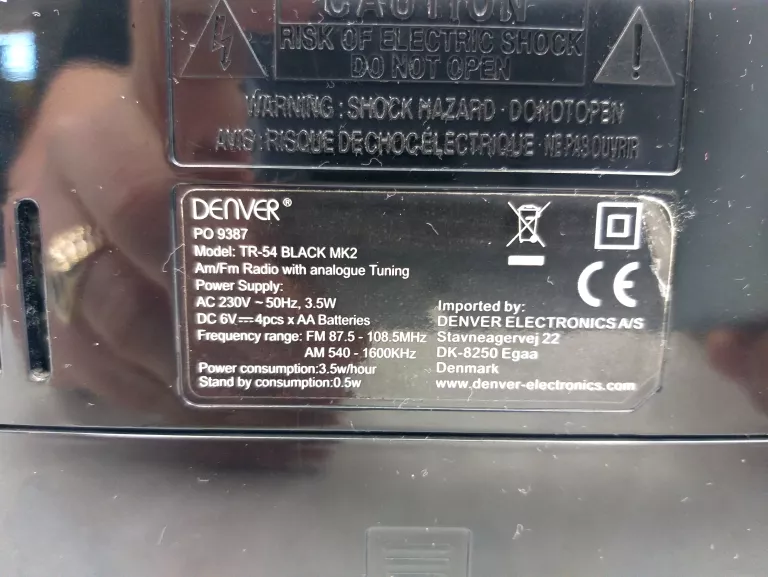 CAUTION
RISK OF ELECTRIC SHOCK
DO NOT OPEN
WARNING : SHOCK HAZARD - DO NOT OPEN
AVIS : RISQUE DE CHOC ÉLECTRIQUE - NE PAS OUVRIR
DENVER®
PO 9387
Model: TR-54 BLACK MK2
Am/Fm Radio with analogue Tuning
Power Supply:
AC 230V ~ 50Hz, 3.5W
DC 6V⎓4pcs x AA Batteries
Frequency range: FM 87.5 - 108.5MHz
AM 540 - 1600KHz
Power consumption:3.5w/hour
Stand by consumption:0.5w
CE
Imported by:
DENVER ELECTRONICS A/S
Stavneagervej 22
DK-8250 Egaa
Denmark
www.denver-electronics.com